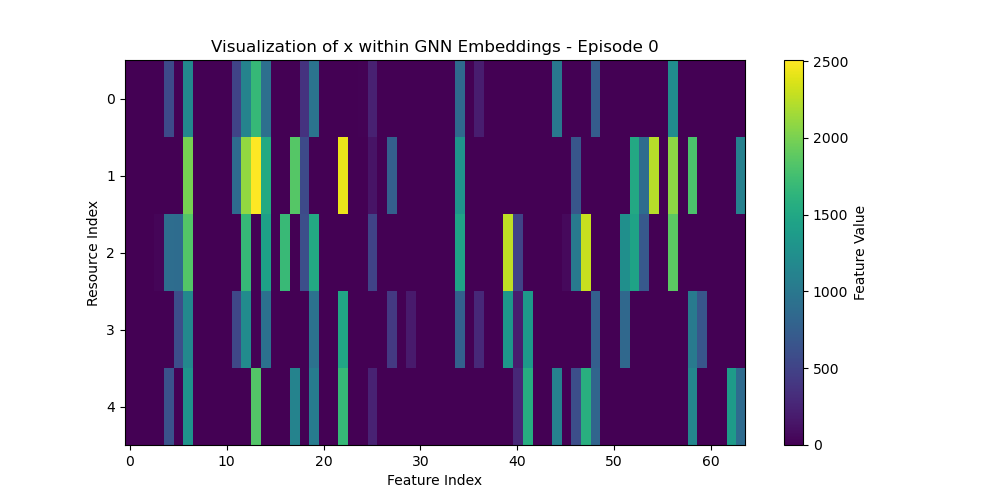 Visualization of x within GNN Embeddings - Episode 0
Resource Index
0
1
2
3
4
0 10 20 30 40 50 60
Feature Index
2500
2000
1500
1000
500
0
Feature Value